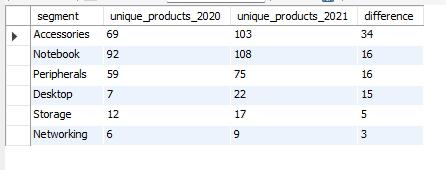 segment unique_products_2020 unique_products_2021 difference
Accessories 69 103 34
Notebook 92 108 16
Peripherals 59 75 16
Desktop 7 22 15
Storage 12 17 5
Networking 6 9 3